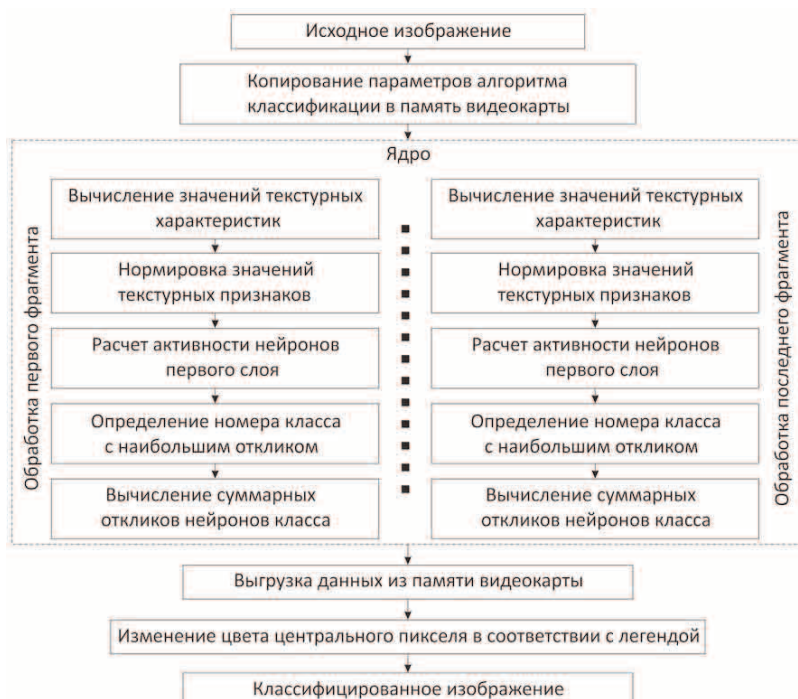 Исходное изображение
Копирование параметров алгоритма
классификации в память видеокарты
Ядро
Обработка первого фрагмента
Вычисление значений текстурных
характеристик
Нормировка значений
текстурных признаков
Расчет активности нейронов
первого слоя
Определение номера класса
с наибольшим откликом
Вычисление суммарных
откликов нейронов класса
Вычисление значений текстурных
характеристик
Нормировка значений
текстурных признаков
Расчет активности нейронов
первого слоя
Определение номера класса
с наибольшим откликом
Вычисление суммарных
откликов нейронов класса
Обработка последнего фрагмента
Выгрузка данных из памяти видеокарты
Изменение цвета центрального пикселя в соответствии с легендой
Классифицированное изображение